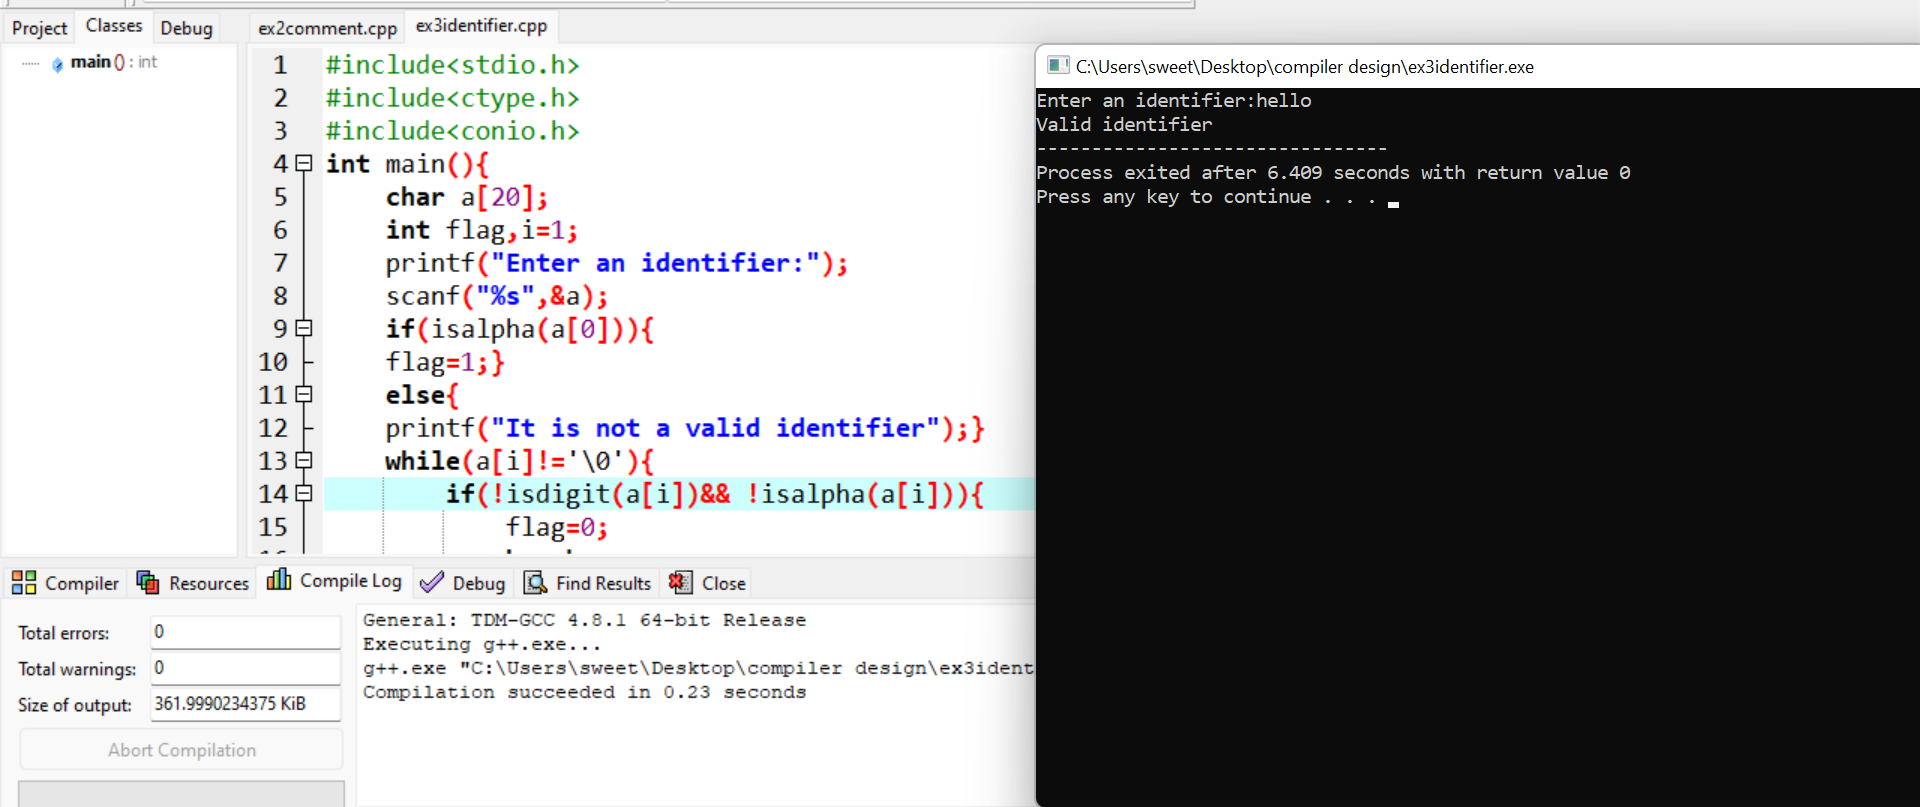 Project Classes Debug
main () : int
ex2comment.cpp ex3identifier.cpp
1 #include<stdio.h>
2 #include<ctype.h>
3 #include<conio.h>
4 int main(){
5 char a[20];
6 int flag,i=1;
7 printf("Enter an identifier:");
8 scanf("%s",&a);
9 if(isalpha(a[0])){
10 flag=1;}
11 else{
12 printf("It is not a valid identifier");}
13 while(a[i]!='\0'){
14 if(!isdigit(a[i])&& !isalpha(a[i])){
15 flag=0;
C:\Users\sweet\Desktop\compiler design\ex3identifier.exe
Enter an identifier:hello
Valid identifier
--------------------------------
Process exited after 6.409 seconds with return value 0
Press any key to continue . . .
Compiler Resources Compile Log Debug Find Results Close
Total errors: 0
Total warnings: 0
Size of output: 361.9990234375 KiB
Abort Compilation
General: TDM-GCC 4.8.1 64-bit Release
Executing g++.exe...
g++.exe "C:\Users\sweet\Desktop\compiler design\ex3ident
Compilation succeeded in 0.23 seconds